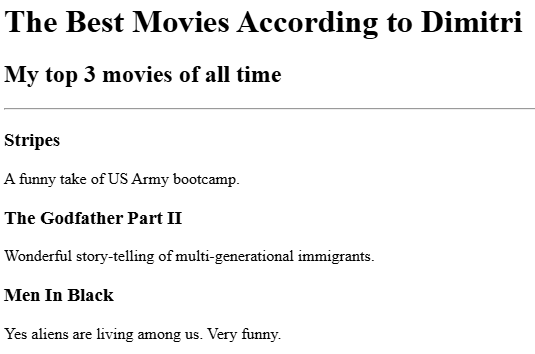 The Best Movies According to Dimitri
My top 3 movies of all time
Stripes
A funny take of US Army bootcamp.
The Godfather Part II
Wonderful story-telling of multi-generational immigrants.
Men In Black
Yes aliens are living among us. Very funny.